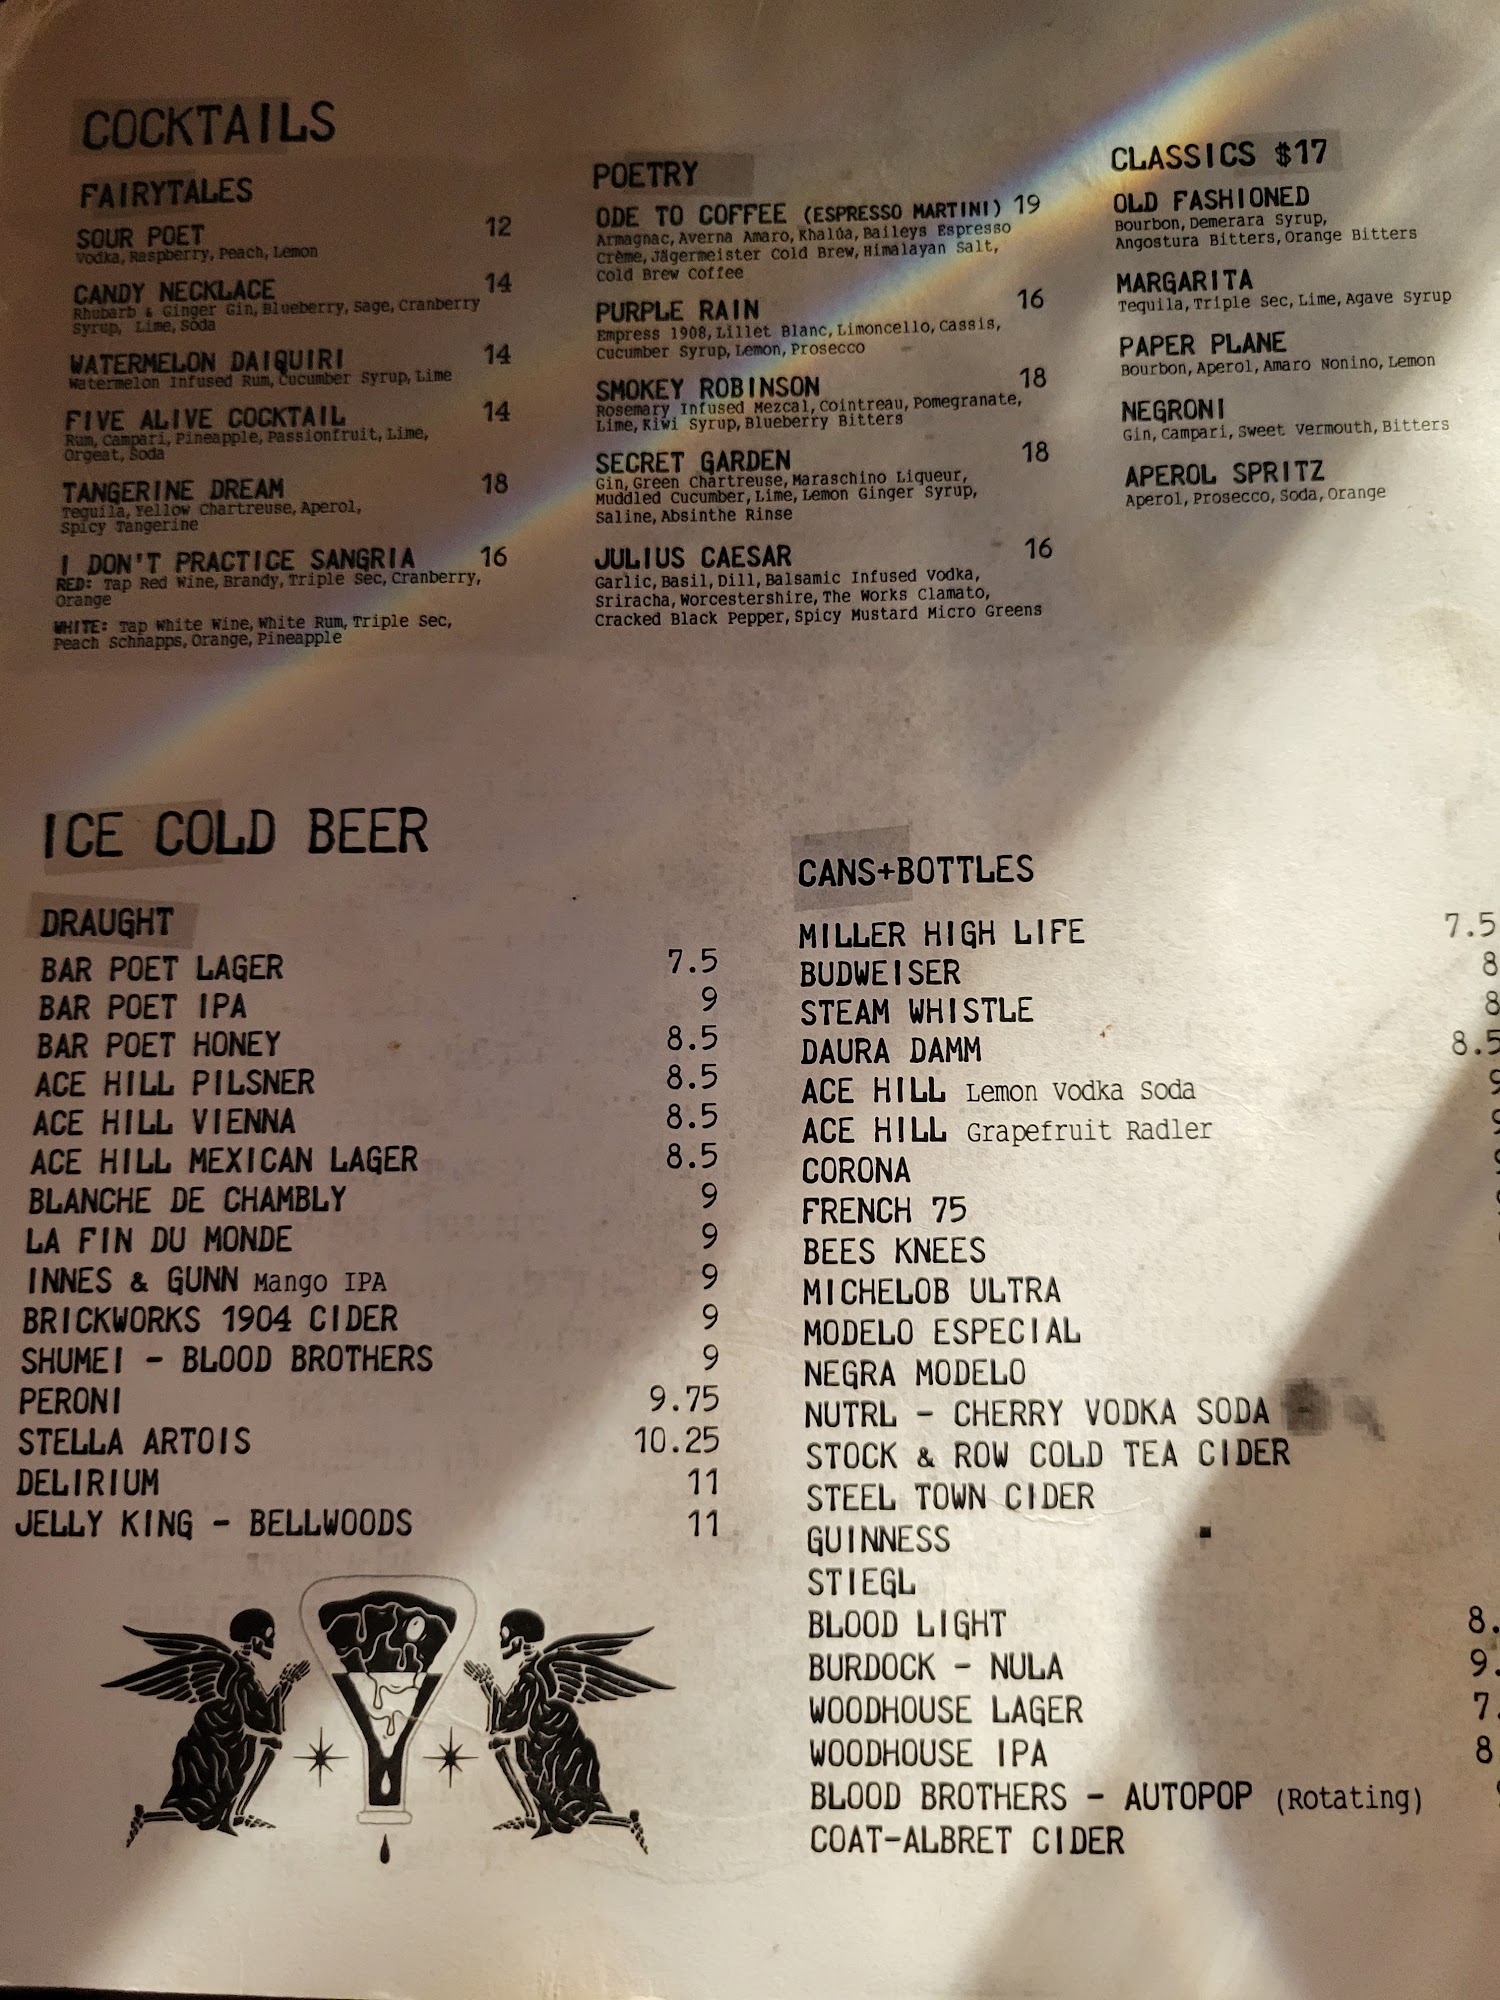 COCKTAILS
FAIRYTALES
SOUR POET 12
Vodka, Raspberry, Peach, Lemon
CANDY NECKLACE 14
Rhubarb & Ginger Gin, Blueberry, Sage, Cranberry
Syrup, Lime, Soda
WATERMELON DAIQUIRI 14
Watermelon Infused Rum, Cucumber Syrup, Lime
FIVE ALIVE COCKTAIL 14
Rum, Campari, Pineapple, Passionfruit, Lime,
Orgeat, Soda
TANGERINE DREAM 18
Tequila, Yellow Chartreuse, Aperol,
Spicy Tangerine
I DON'T PRACTICE SANGRIA 16
RED: Tap Red Wine, Brandy, Triple Sec, Cranberry,
Orange
WHITE: Tap White Wine, White Rum, Triple Sec,
Peach Schnapps, Orange, Pineapple
POETRY
ODE TO COFFEE (ESPRESSO MARTINI) 19
Armagnac, Averna Amaro, Khalúa, Baileys Espresso
Crème, Jägermeister Cold Brew, Himalayan Salt,
Cold Brew Coffee
PURPLE RAIN 16
Empress 1908, Lillet Blanc, Limoncello, Cassis,
Cucumber Syrup, Lemon, Prosecco
SMOKEY ROBINSON 18
Rosemary Infused Mezcal, Cointreau, Pomegranate,
Lime, Kiwi Syrup, Blueberry Bitters
SECRET GARDEN 18
Gin, Green Chartreuse, Maraschino Liqueur,
Muddled Cucumber, Lime, Lemon Ginger Syrup,
Saline, Absinthe Rinse
JULIUS CAESAR 16
Garlic, Basil, Dill, Balsamic Infused Vodka,
Sriracha, Worcestershire, The Works Clamato,
Cracked Black Pepper, Spicy Mustard Micro Greens
CLASSICS $17
OLD FASHIONED
Bourbon, Demerara Syrup,
Angostura Bitters, Orange Bitters
MARGARITA
Tequila, Triple Sec, Lime, Agave Syrup
PAPER PLANE
Bourbon, Aperol, Amaro Nonino, Lemon
NEGRONI
Gin, Campari, Sweet Vermouth, Bitters
APEROL SPRITZ
Aperol, Prosecco, Soda, Orange
ICE COLD BEER
DRAUGHT
BAR POET LAGER 7.5
BAR POET IPA 9
BAR POET HONEY 8.5
ACE HILL PILSNER 8.5
ACE HILL VIENNA 8.5
ACE HILL MEXICAN LAGER 8.5
BLANCHE DE CHAMBLY 9
LA FIN DU MONDE 9
INNES & GUNN Mango IPA 9
BRICKWORKS 1904 CIDER 9
SHUMEI - BLOOD BROTHERS 9
PERONI 9.75
STELLA ARTOIS 10.25
DELIRIUM 11
JELLY KING - BELLWOODS 11
CANS+BOTTLES
MILLER HIGH LIFE 7.5
BUDWEISER 8
STEAM WHISTLE 8
DAURA DAMM 8.5
ACE HILL Lemon Vodka Soda
ACE HILL Grapefruit Radler
CORONA
FRENCH 75
BEES KNEES
MICHELOB ULTRA
MODELO ESPECIAL
NEGRA MODELO
NUTRL - CHERRY VODKA SODA
STOCK & ROW COLD TEA CIDER
STEEL TOWN CIDER
GUINNESS
STIEGL
BLOOD LIGHT 8.
BURDOCK - NULA 9.
WOODHOUSE LAGER 7.
WOODHOUSE IPA 8
BLOOD BROTHERS - AUTOPOP (Rotating)
COAT-ALBRET CIDER